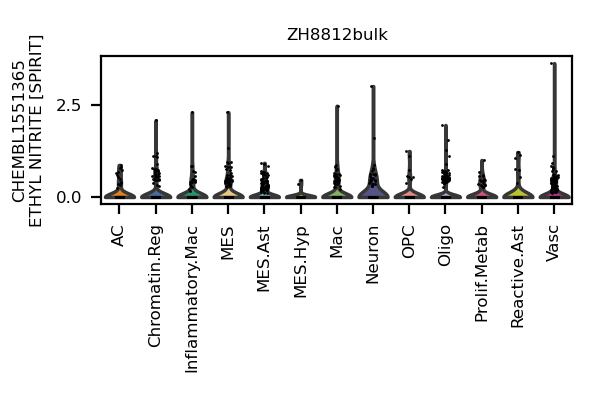 ZH8812bulk
CHEMBL1551365
ETHYL NITRITE [SPIRIT]
2.5
0.0
AC
Chromatin.Reg
Inflammatory.Mac
MES
MES.Ast
MES.Hyp
Mac
Neuron
OPC
Oligo
Prolif.Metab
Reactive.Ast
Vasc